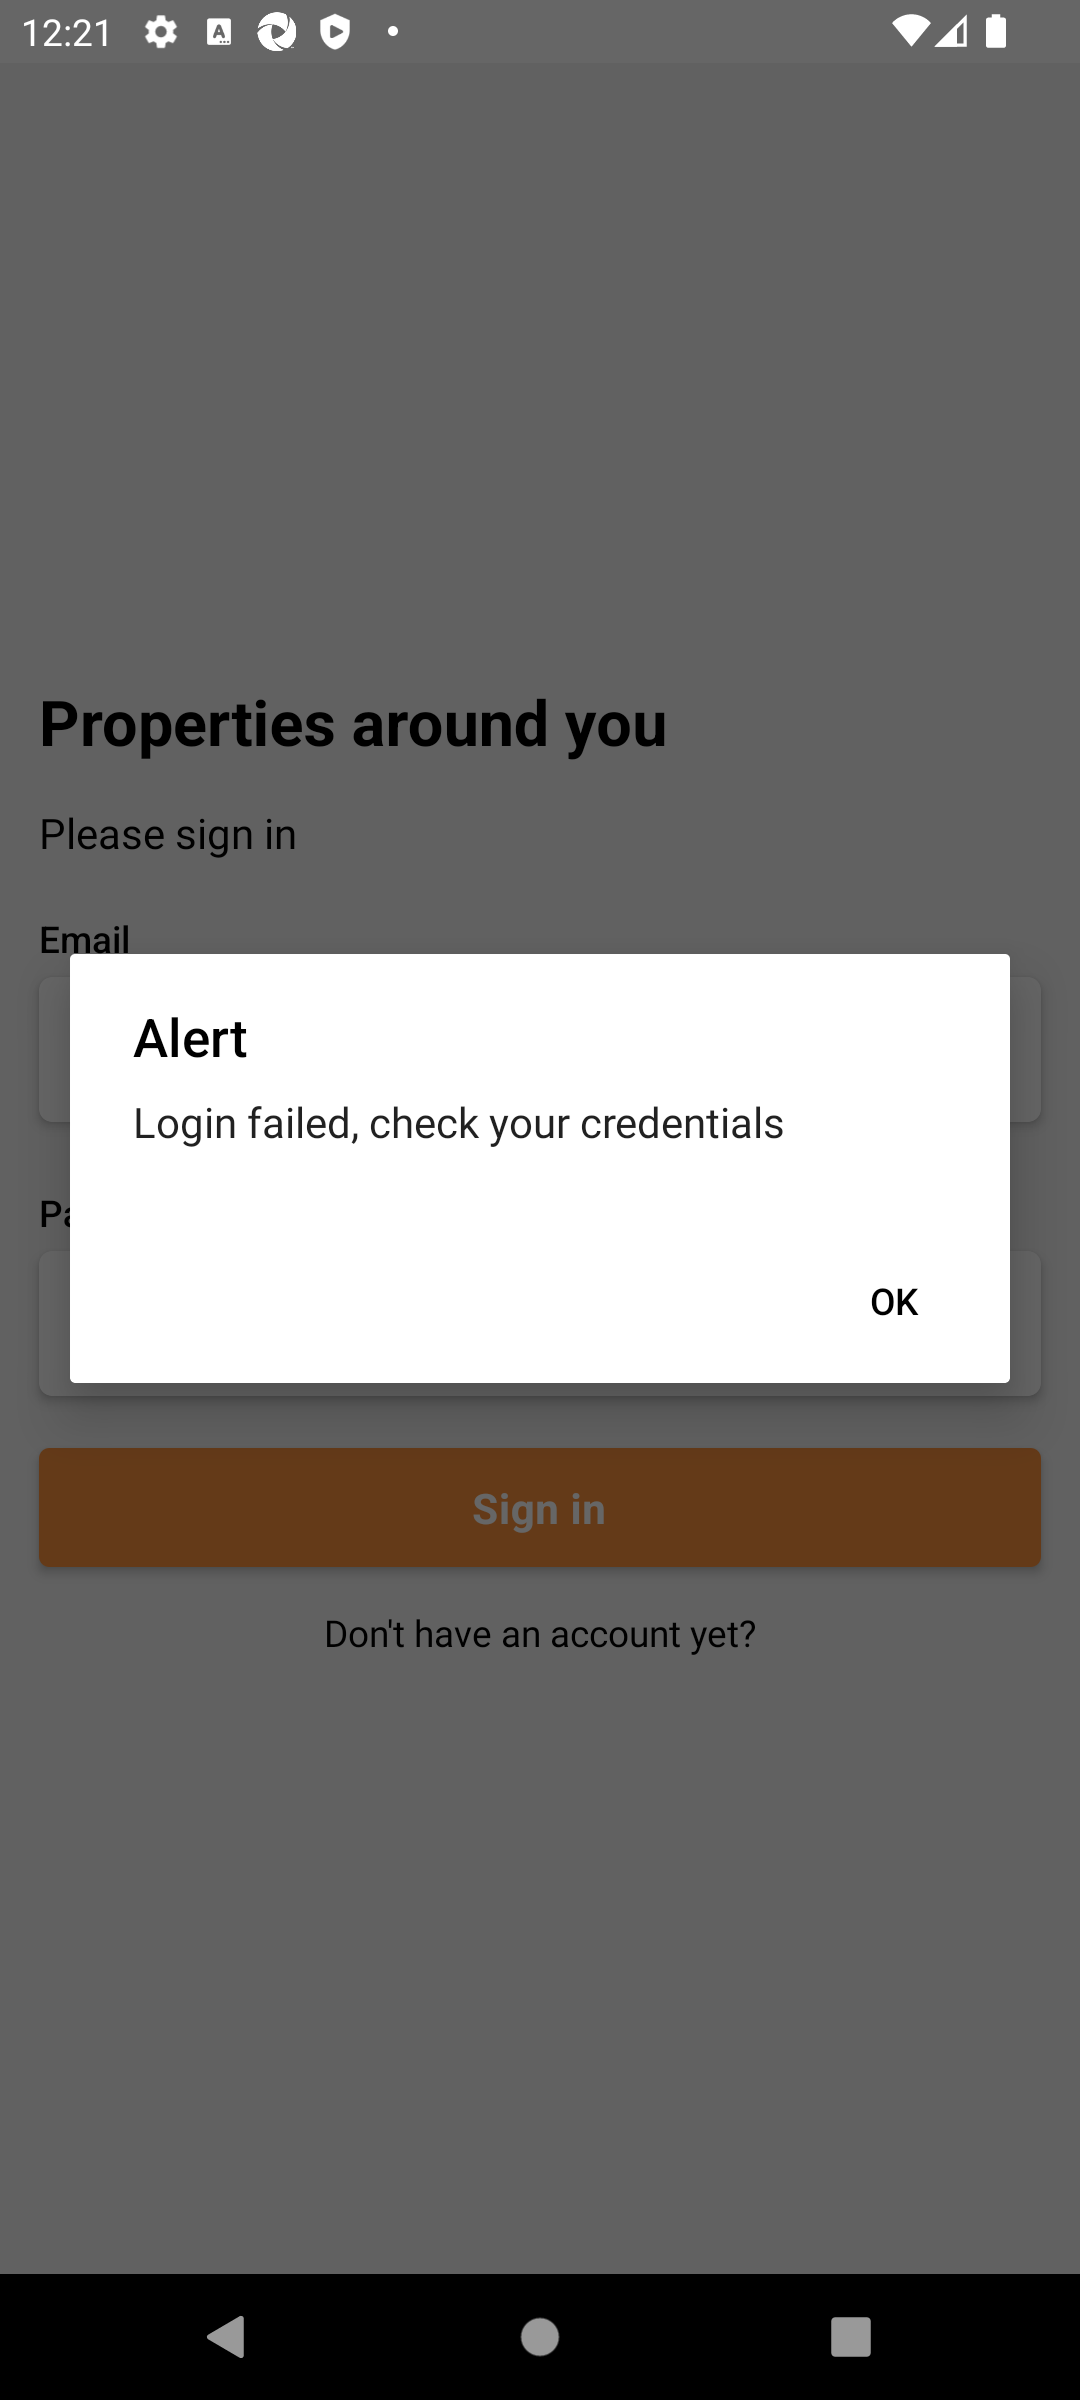 12:21
Properties around you
Please sign in
Email
Alert
Login failed, check your credentials
OK
Sign in
Don't have an account yet?